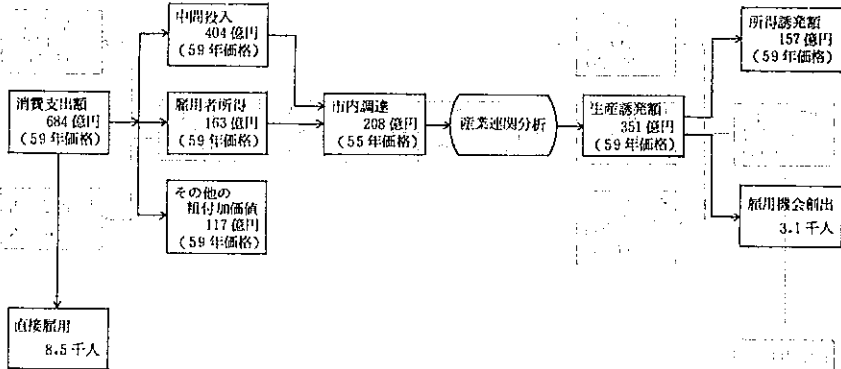 中間投入
404億円
(59年価格)
所得誘発額
157億円
(59年価格)
消費支出額
684億円
(59年価格)
雇用者所得
163億円
(59年価格)
市内調達
208億円
(55年価格)
産業連関分析
生産誘発額
351億円
(59年価格)
その他の
粗付加価値
117億円
(59年価格)
雇用機会創出
3.1千人
直接雇用
8.5千人